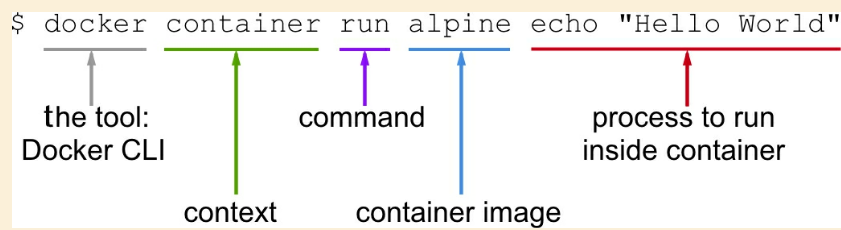 $ docker container run alpine echo "Hello World"
the tool:
Docker CLI
command
process to run
inside container
context
container image